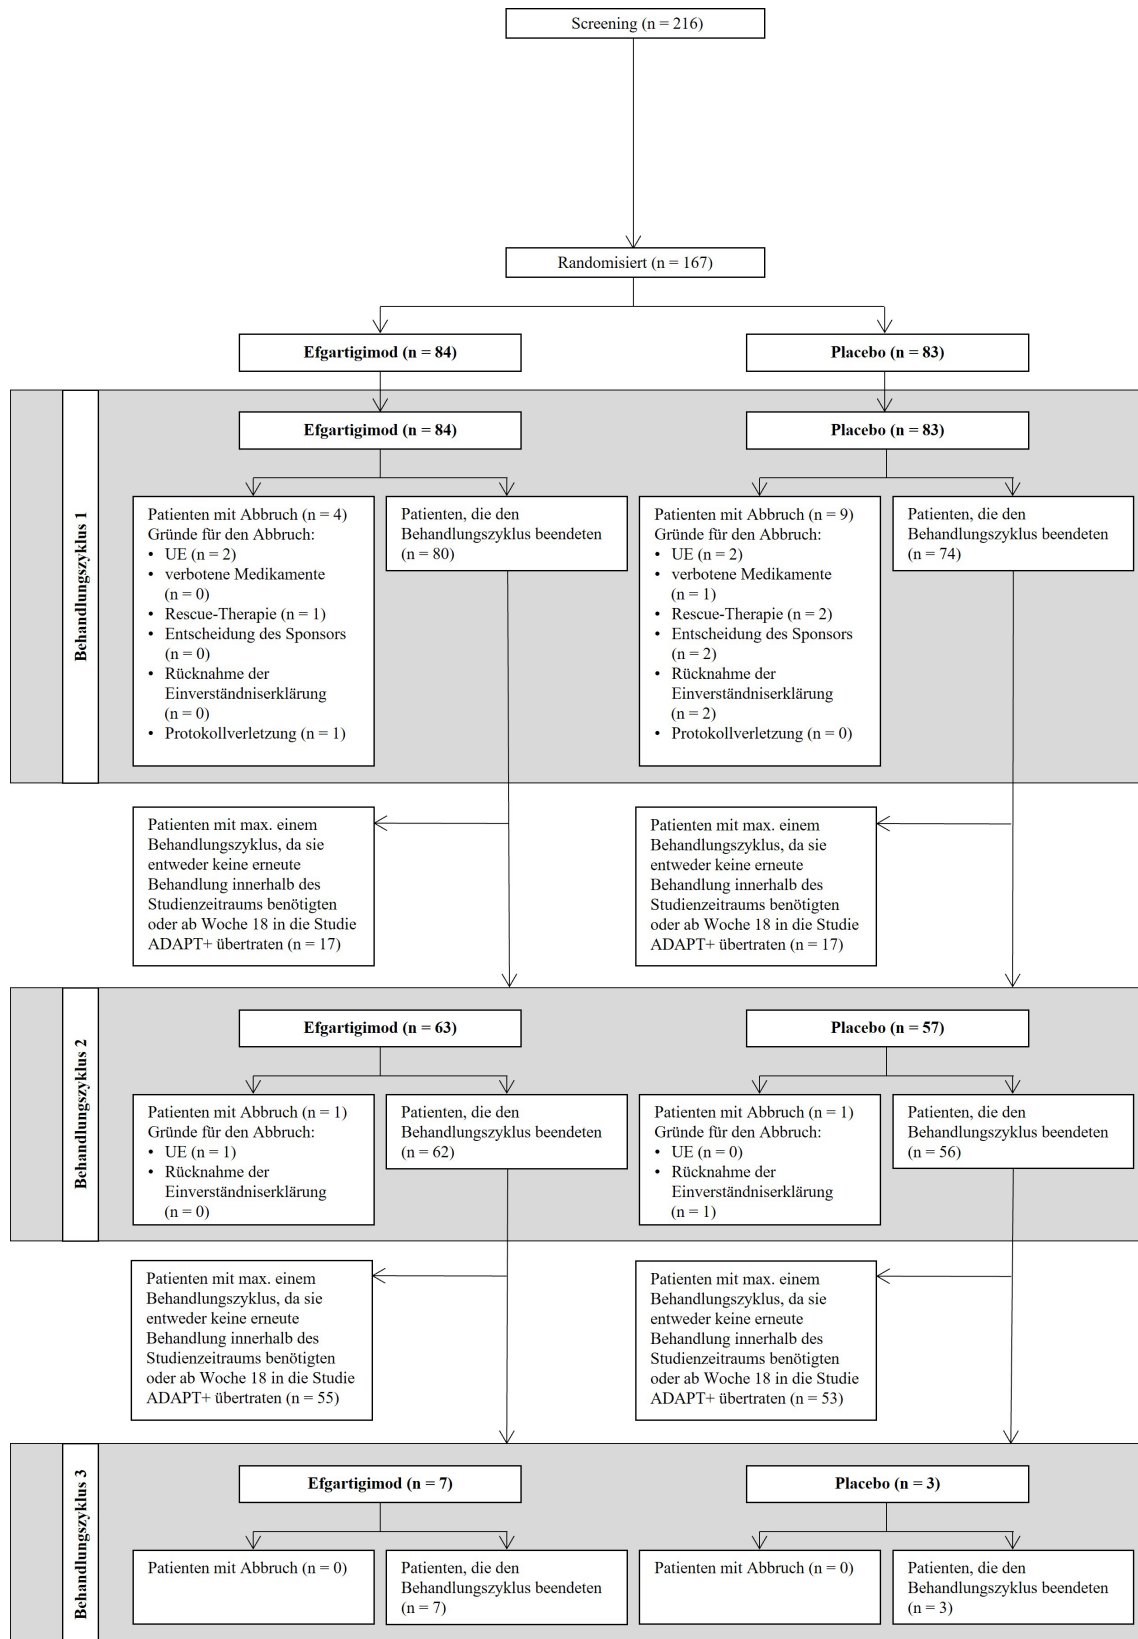 Screening (n = 216)
Randomisiert (n = 167)
Efgartigimod (n = 84)
Placebo (n = 83)
Behandlungszyklus 1
Efgartigimod (n = 84)
Placebo (n = 83)
Patienten mit Abbruch (n = 4)
Gründe für den Abbruch:
• UE (n = 2)
• verbotene Medikamente
(n = 0)
• Rescue-Therapie (n = 1)
• Entscheidung des Sponsors
(n = 0)
• Rücknahme der
Einverständniserklärung
(n = 0)
• Protokollverletzung (n = 1)
Patienten, die den
Behandlungszyklus beendeten
(n = 80)
Patienten mit Abbruch (n = 9)
Gründe für den Abbruch:
• UE (n = 2)
• verbotene Medikamente
(n = 1)
• Rescue-Therapie (n = 2)
• Entscheidung des Sponsors
(n = 2)
• Rücknahme der
Einverständniserklärung
(n = 2)
• Protokollverletzung (n = 0)
Patienten, die den
Behandlungszyklus beendeten
(n = 74)
Patienten mit max. einem
Behandlungszyklus, da sie
entweder keine erneute
Behandlung innerhalb des
Studienzeitraums benötigten
oder ab Woche 18 in die Studie
ADAPT+ übertraten (n = 17)
Patienten mit max. einem
Behandlungszyklus, da sie
entweder keine erneute
Behandlung innerhalb des
Studienzeitraums benötigten
oder ab Woche 18 in die Studie
ADAPT+ übertraten (n = 17)
Behandlungszyklus 2
Efgartigimod (n = 63)
Placebo (n = 57)
Patienten mit Abbruch (n = 1)
Gründe für den Abbruch:
• UE (n = 1)
• Rücknahme der
Einverständniserklärung
(n = 0)
Patienten, die den
Behandlungszyklus beendeten
(n = 62)
Patienten mit Abbruch (n = 1)
Gründe für den Abbruch:
• UE (n = 0)
• Rücknahme der
Einverständniserklärung
(n = 1)
Patienten, die den
Behandlungszyklus beendeten
(n = 56)
Patienten mit max. einem
Behandlungszyklus, da sie
entweder keine erneute
Behandlung innerhalb des
Studienzeitraums benötigten
oder ab Woche 18 in die Studie
ADAPT+ übertraten (n = 55)
Patienten mit max. einem
Behandlungszyklus, da sie
entweder keine erneute
Behandlung innerhalb des
Studienzeitraums benötigten
oder ab Woche 18 in die Studie
ADAPT+ übertraten (n = 53)
Behandlungszyklus 3
Efgartigimod (n = 7)
Placebo (n = 3)
Patienten mit Abbruch (n = 0)
Patienten, die den
Behandlungszyklus beendeten
(n = 7)
Patienten mit Abbruch (n = 0)
Patienten, die den
Behandlungszyklus beendeten
(n = 3)